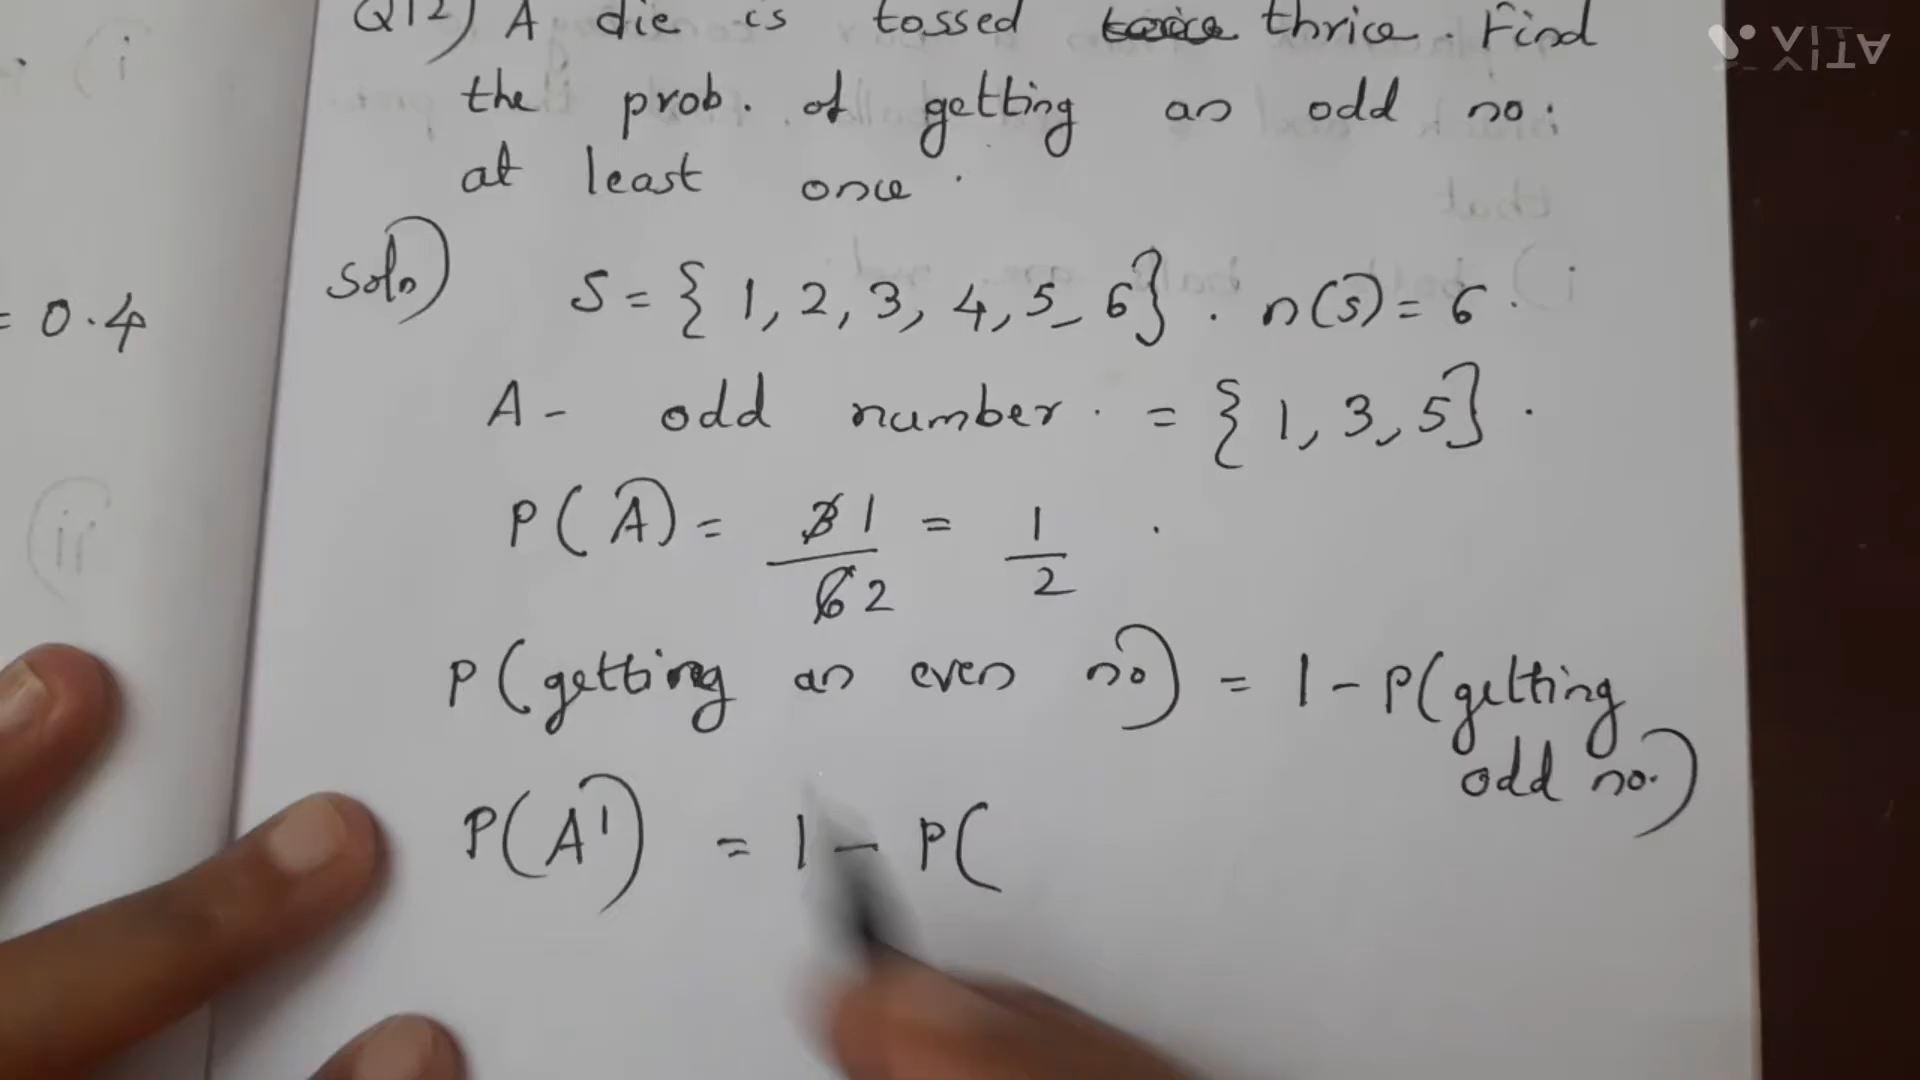 Q12) A die is tossed thrice. Find
the prob. of getting an odd no.
at least once.
= 0.4
Soln) S = { 1, 2, 3, 4, 5, 6}. n(S) = 6.
A - odd number. = { 1, 3, 5}.
P(A) = 3 1 / 6 2 = 1/2.
P(getting an even no) = 1 - P(getting
odd no.)
P(A') = 1 - P(
VITA
ii)
i)